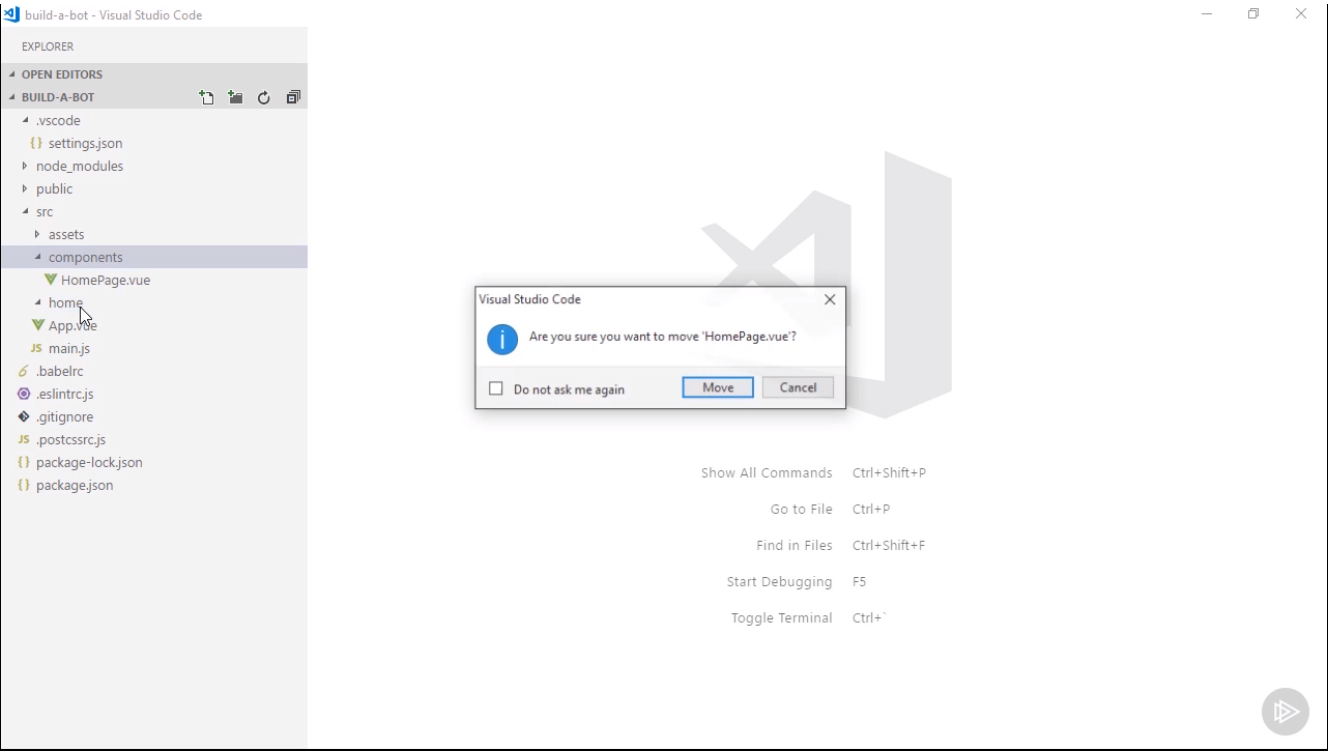 build-a-bot - Visual Studio Code
EXPLORER
OPEN EDITORS
BUILD-A-BOT
.vscode
{} settings.json
node_modules
public
src
assets
components
HomePage.vue
home
App.vue
JS main.js
.babelrc
.eslintrc.js
.gitignore
JS .postcssrc.js
{} package-lock.json
{} package.json
Visual Studio Code
Are you sure you want to move 'HomePage.vue'?
Do not ask me again
Move Cancel
Show All Commands Ctrl+Shift+P
Go to File Ctrl+P
Find in Files Ctrl+Shift+F
Start Debugging F5
Toggle Terminal Ctrl+`